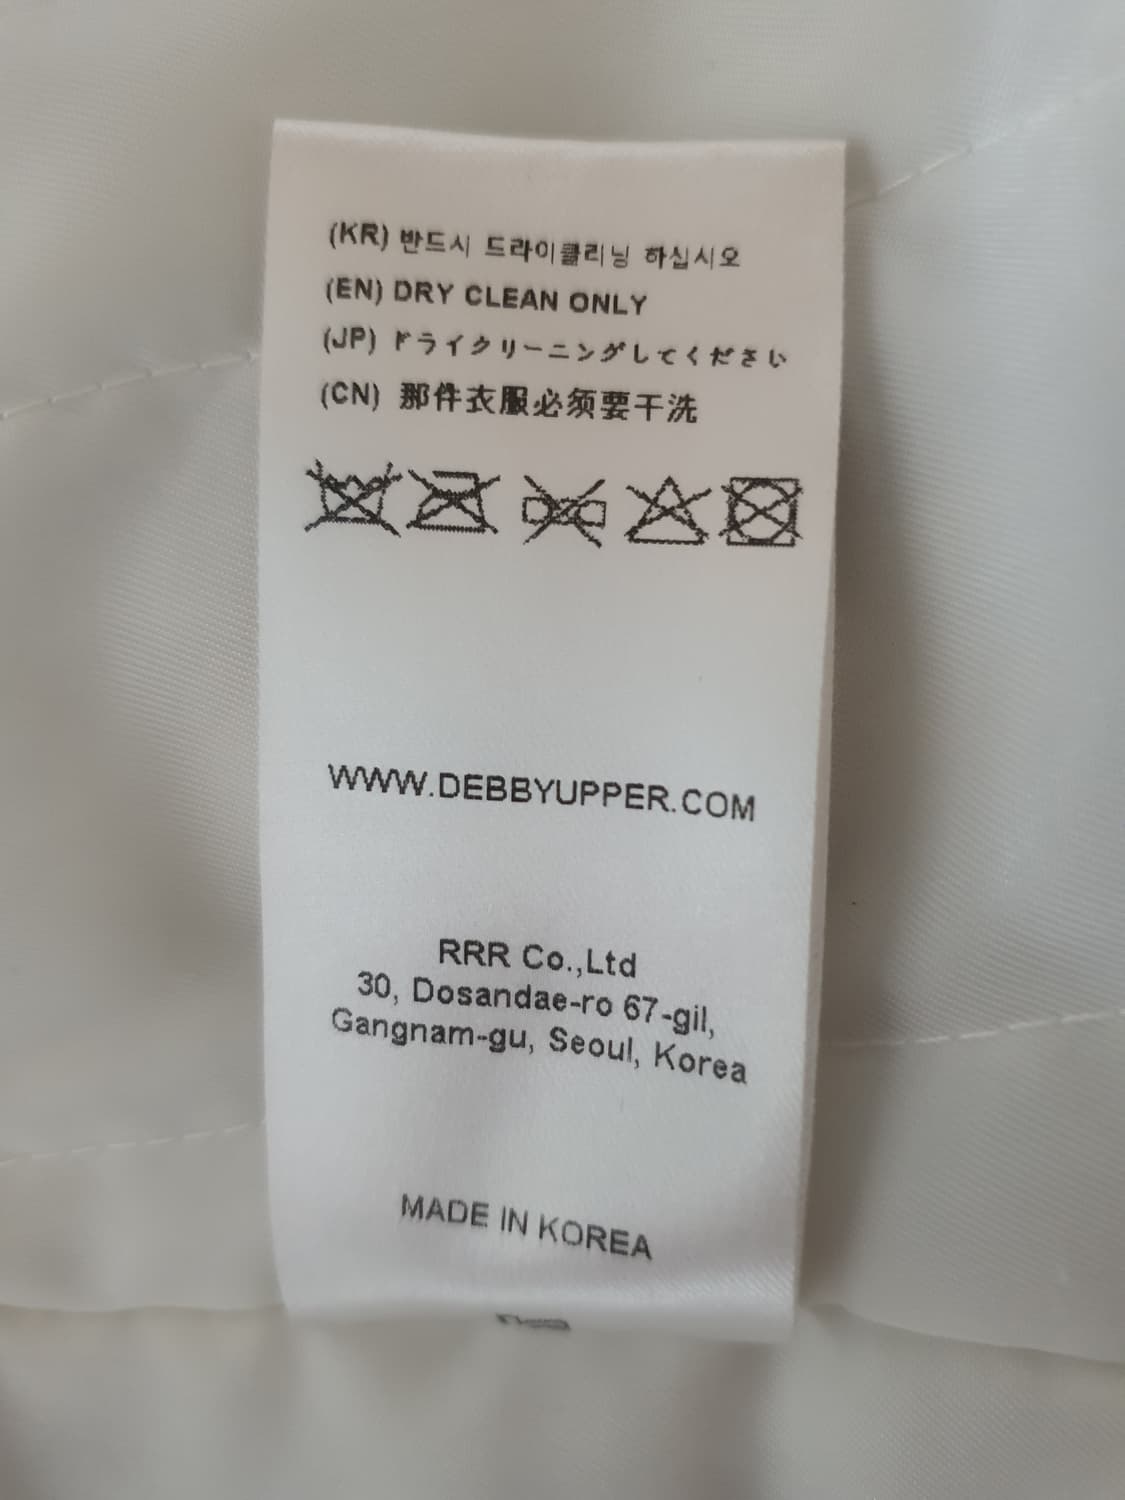 (KR) 반드시 드라이클리닝 하십시오
(EN) DRY CLEAN ONLY
(JP) ドライクリーニングしてください
(CN) 那件衣服必须要干洗
WWW.DEBBYUPPER.COM
RRR Co.,Ltd
30, Dosandae-ro 67-gil,
Gangnam-gu, Seoul, Korea
MADE IN KOREA